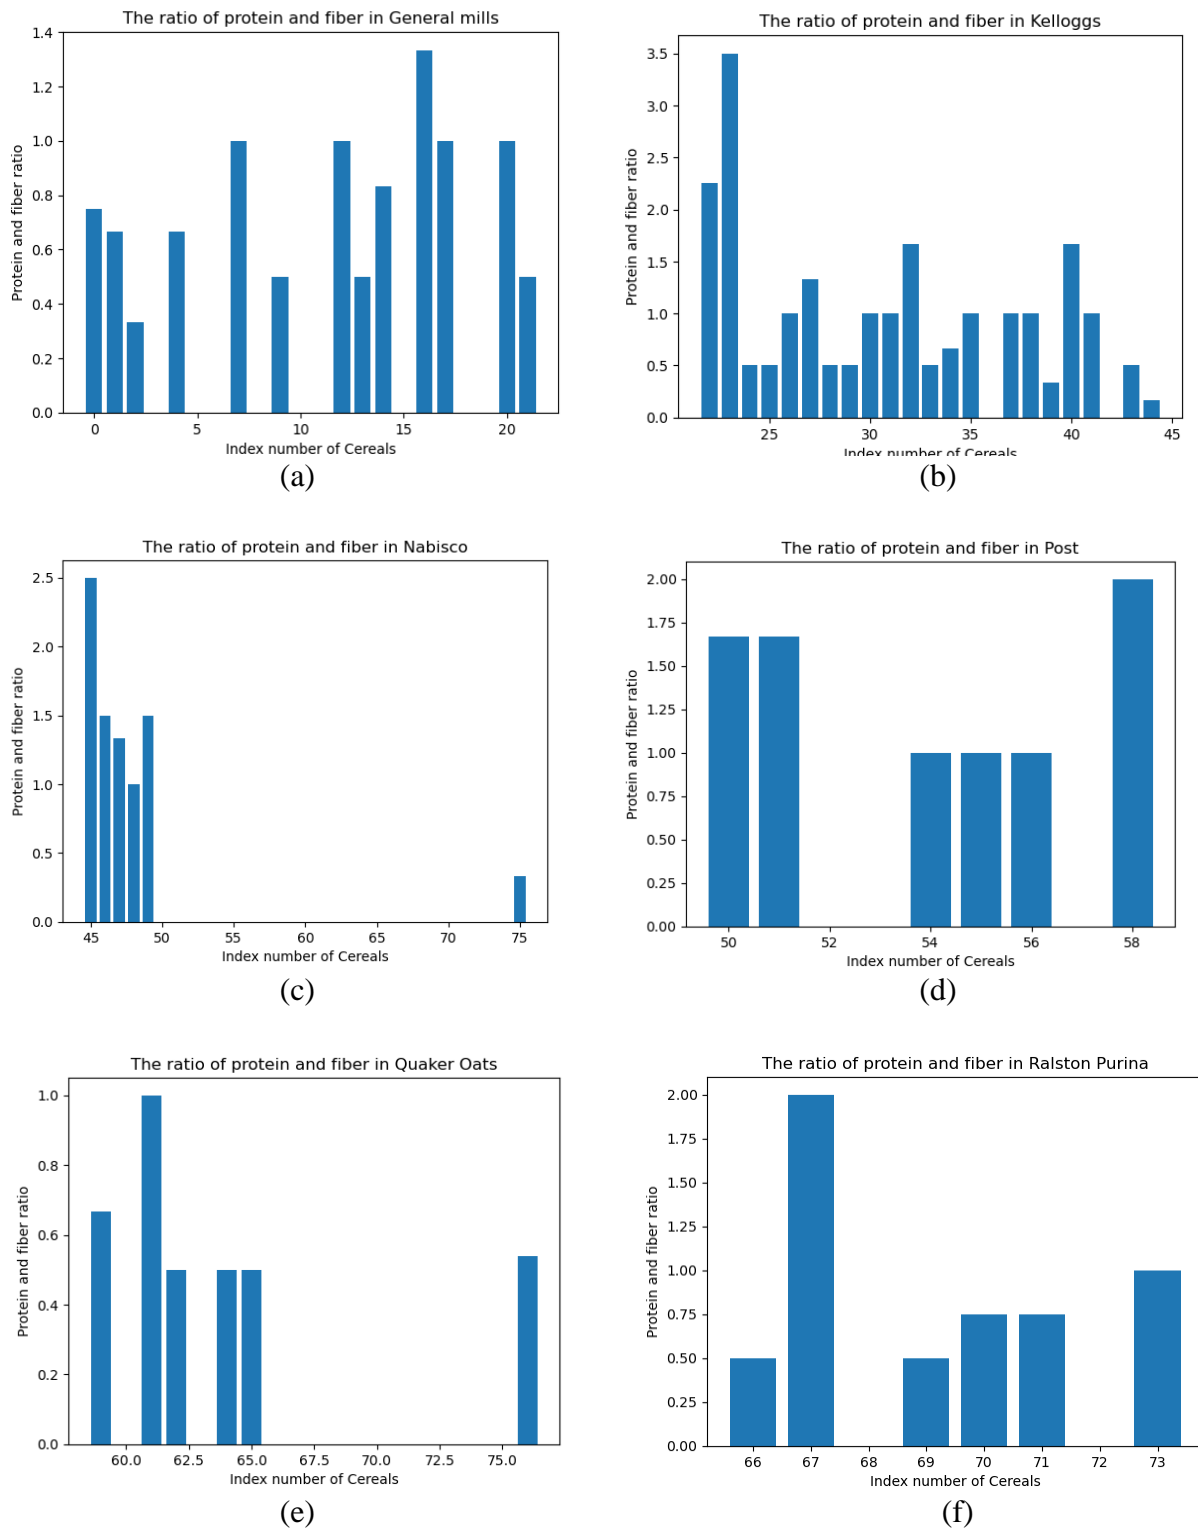 The ratio of protein and fiber in General mills
Protein and fiber ratio
1.4
1.2
1.0
0.8
0.6
0.4
0.2
0.0
0 5 10 15 20
Index number of Cereals
(a)
The ratio of protein and fiber in Kelloggs
Protein and fiber ratio
3.5
3.0
2.5
2.0
1.5
1.0
0.5
0.0
25 30 35 40 45
Index number of Cereals
(b)
The ratio of protein and fiber in Nabisco
Protein and fiber ratio
2.5
2.0
1.5
1.0
0.5
0.0
45 50 55 60 65 70 75
Index number of Cereals
(c)
The ratio of protein and fiber in Post
Protein and fiber ratio
2.00
1.75
1.50
1.25
1.00
0.75
0.50
0.25
0.00
50 52 54 56 58
Index number of Cereals
(d)
The ratio of protein and fiber in Quaker Oats
Protein and fiber ratio
1.0
0.8
0.6
0.4
0.2
0.0
60.0 62.5 65.0 67.5 70.0 72.5 75.0
Index number of Cereals
(e)
The ratio of protein and fiber in Ralston Purina
Protein and fiber ratio
2.00
1.75
1.50
1.25
1.00
0.75
0.50
0.25
0.00
66 67 68 69 70 71 72 73
Index number of Cereals
(f)